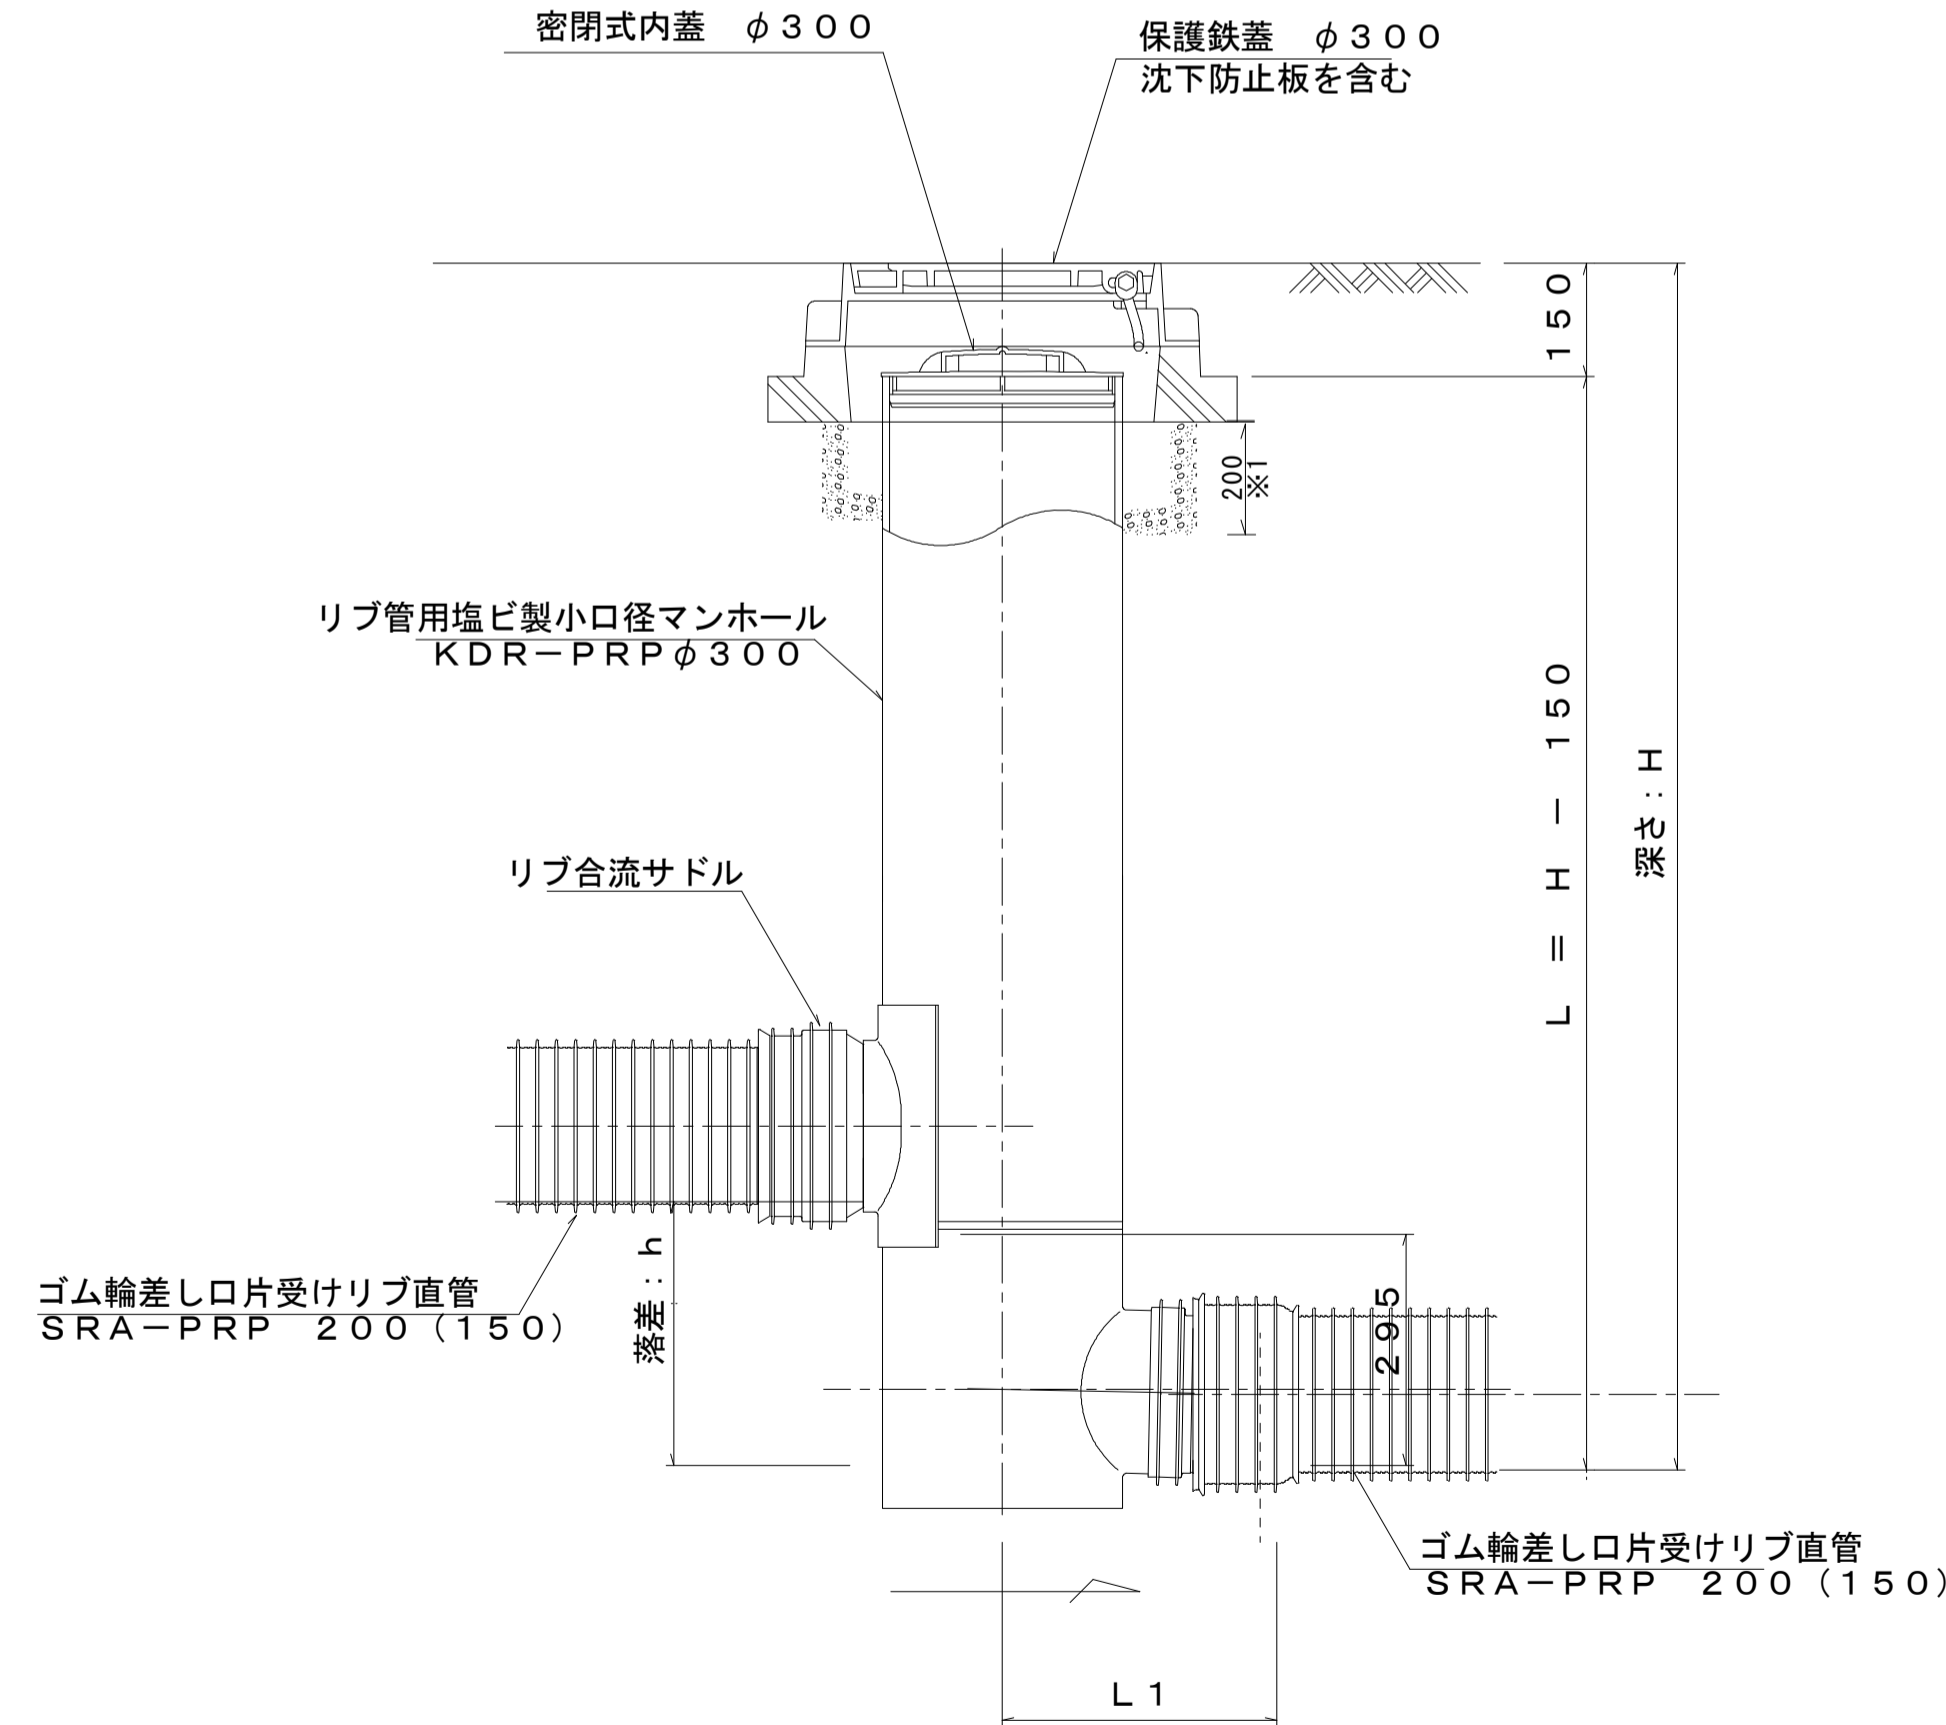 密閉式内蓋　φ３００
保護鉄蓋　φ３００
沈下防止板を含む
１５０
200
※1
リブ管用塩ビ製小口径マンホール
ＫＤＲ－ＰＲＰφ３００
Ｌ ＝ Ｈ － １５０
深さ：Ｈ
リブ合流サドル
落差：ｈ
２９５
ゴム輪差し口片受けリブ直管
ＳＲＡ－ＰＲＰ　２００（１５０）
ゴム輪差し口片受けリブ直管
ＳＲＡ－ＰＲＰ　２００（１５０）
Ｌ１